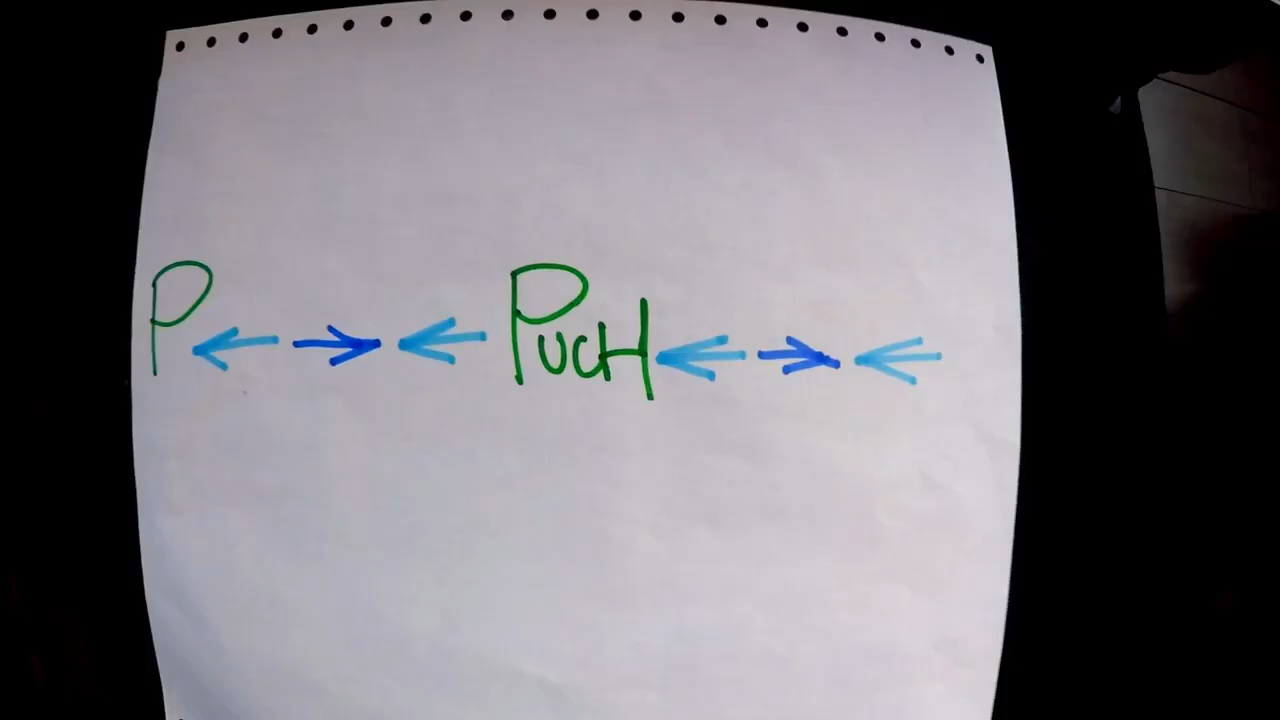 P ← → ← PucH ← → ←